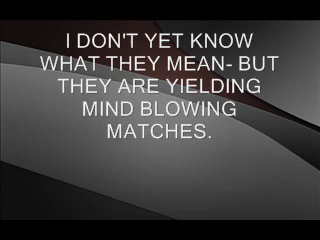 I DON'T YET KNOW
WHAT THEY MEAN- BUT
THEY ARE YIELDING
MIND BLOWING
MATCHES.